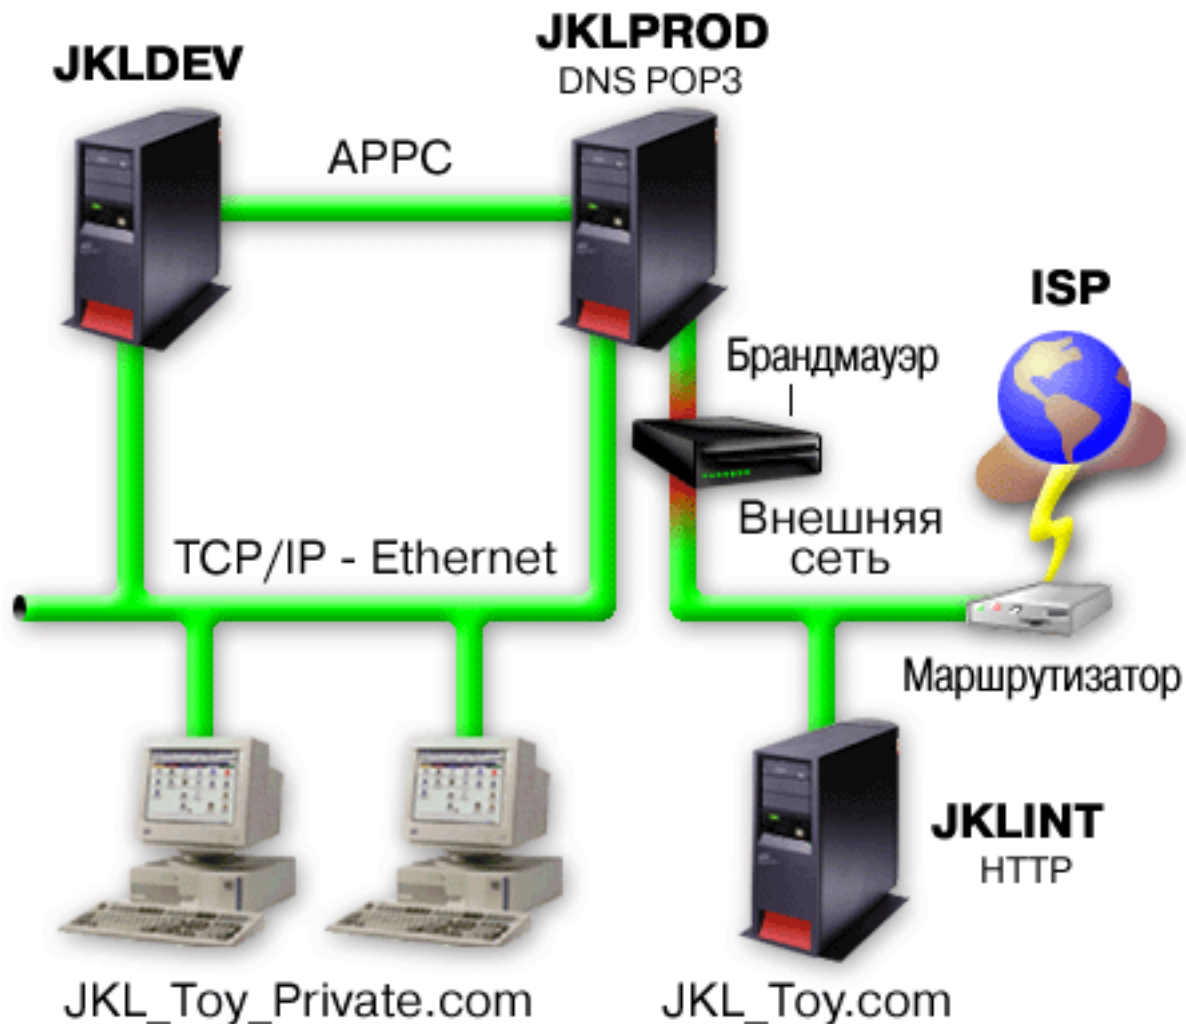 JKLDEV
JKLPROD
DNS POP3
APPC
ISP
Брандмауэр
Внешняя
сеть
TCP/IP - Ethernet
Маршрутизатор
JKLINT
HTTP
JKL_Toy_Private.com
JKL_Toy.com